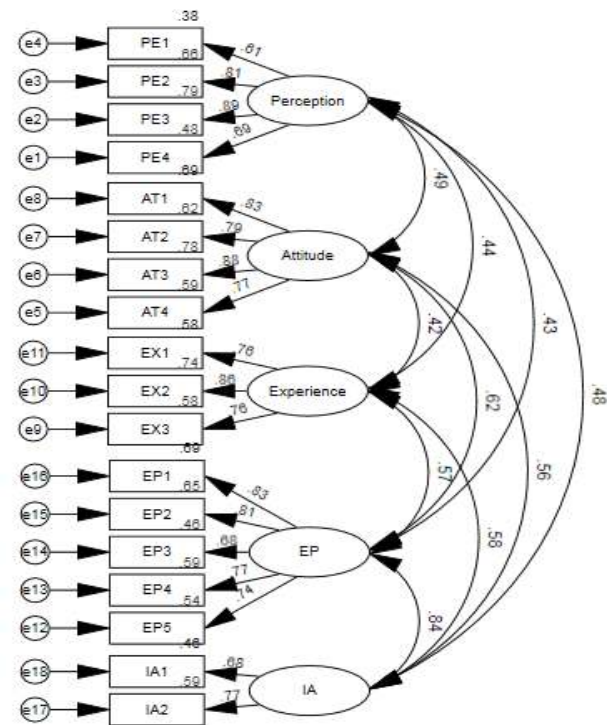 .38
e4 PE1 .61
.66
e3 PE2 .81
.79 Perception
e2 PE3 .89
.48
e1 PE4 .69
.69
e8 AT1 .83 .49
.62
e7 AT2 .79 .44
.78 Attitude
e6 AT3 .88
.59
e5 AT4 .77
.58 .42 .43
e11 EX1 .76
.74
e10 EX2 .86 Experience .62 .48
.58
e9 EX3 .76
.69
.57 .56
e16 EP1 .83
.65
e15 EP2 .81
.46 .58
e14 EP3 .68 EP
.59
e13 EP4 .77
.54
e12 EP5 .74 .84
.46
e18 IA1 .68
.59 IA
e17 IA2 .77